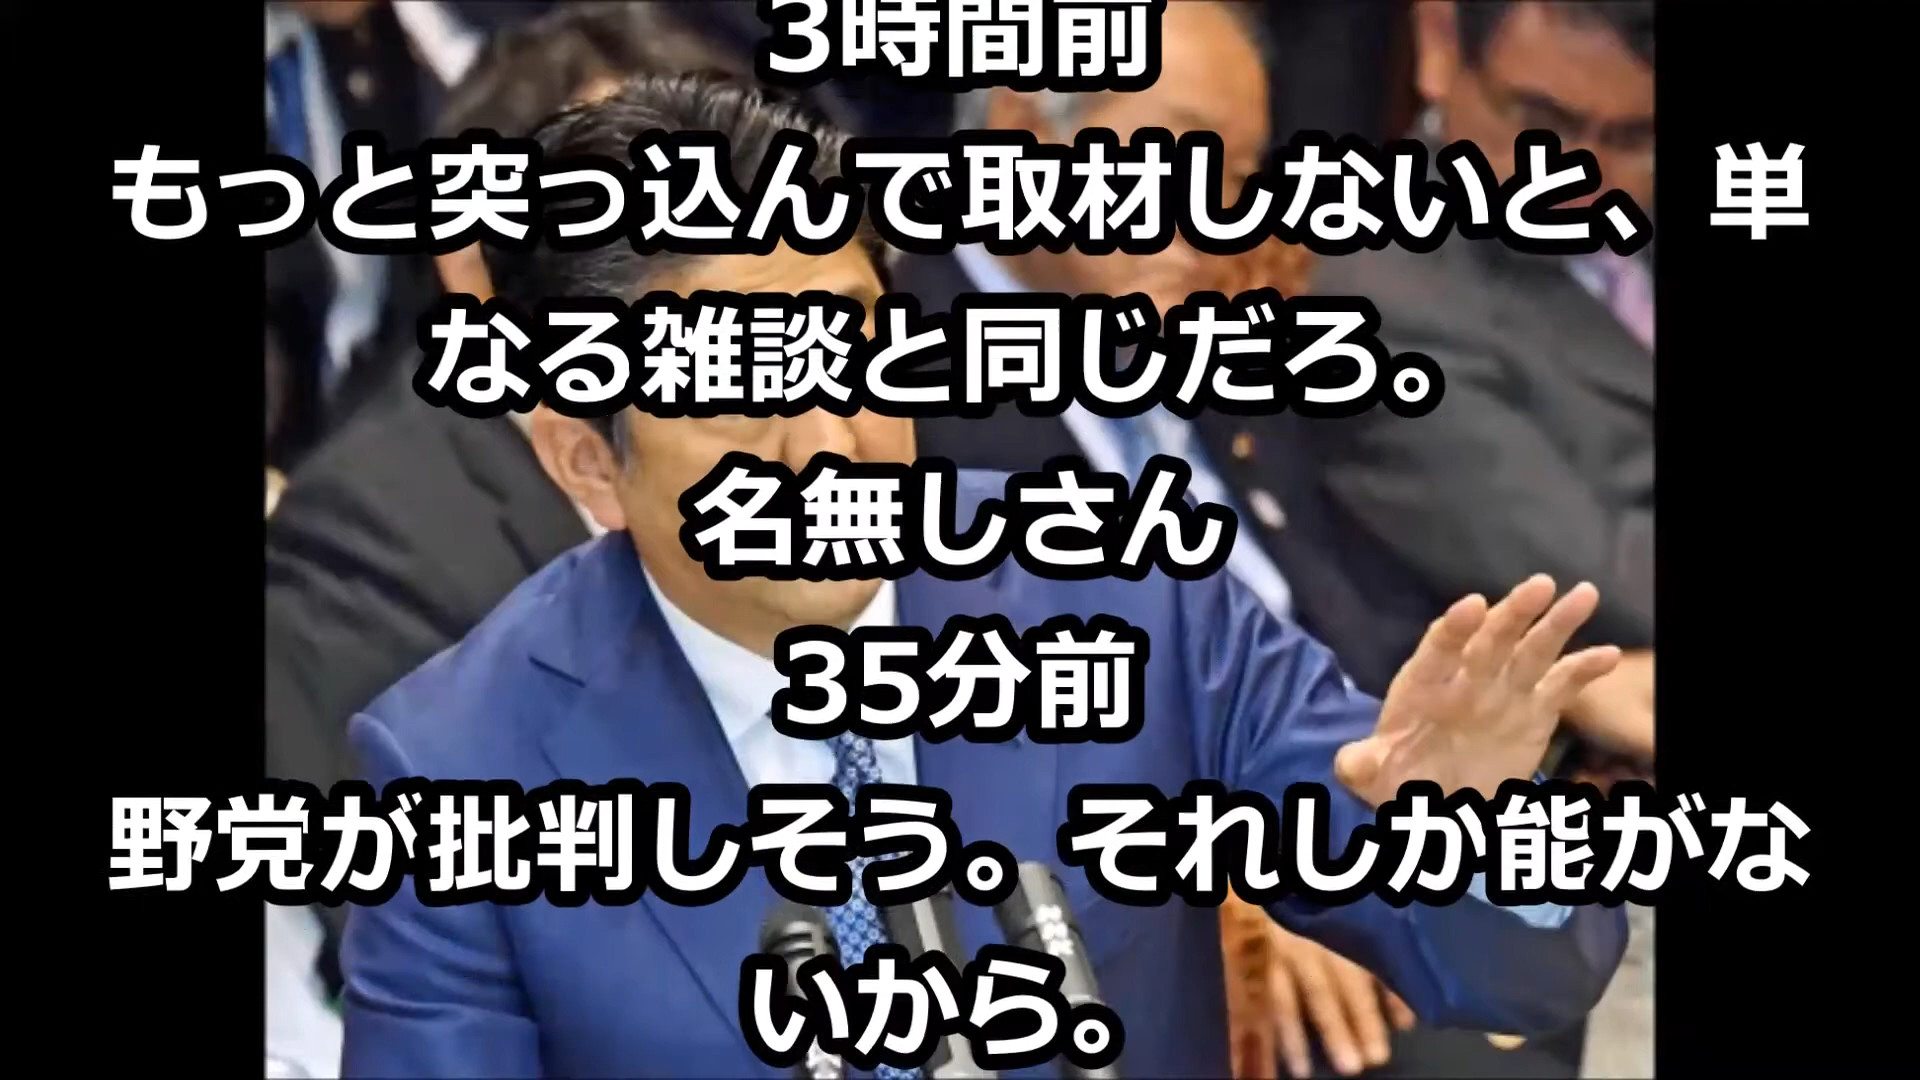 3時間前
もっと突っ込んで取材しないと、単
なる雑談と同じだろ。
名無しさん
35分前
野党が批判しそう。それしか能がな
いから。
NHK